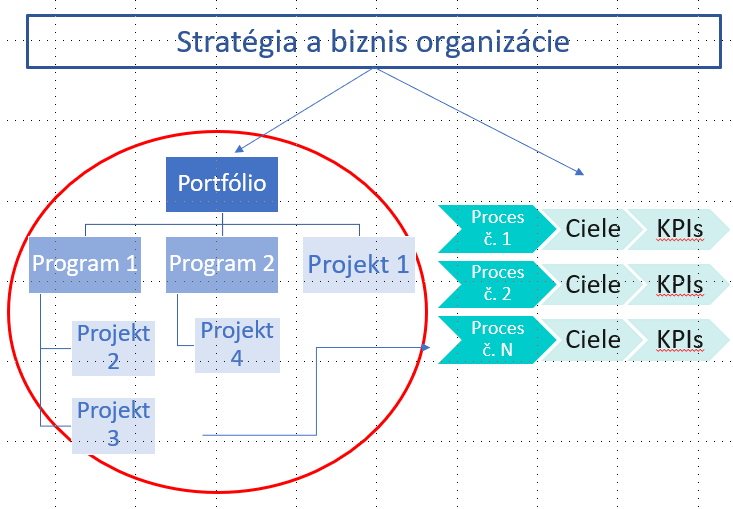 Stratégia a biznis organizácie
Portfólio
Program 1
Program 2
Projekt 1
Projekt
2
Projekt
4
Projekt
3
Proces
č. 1
Ciele
KPIs
Proces
č. 2
Ciele
KPIs
Proces
č. N
Ciele
KPIs